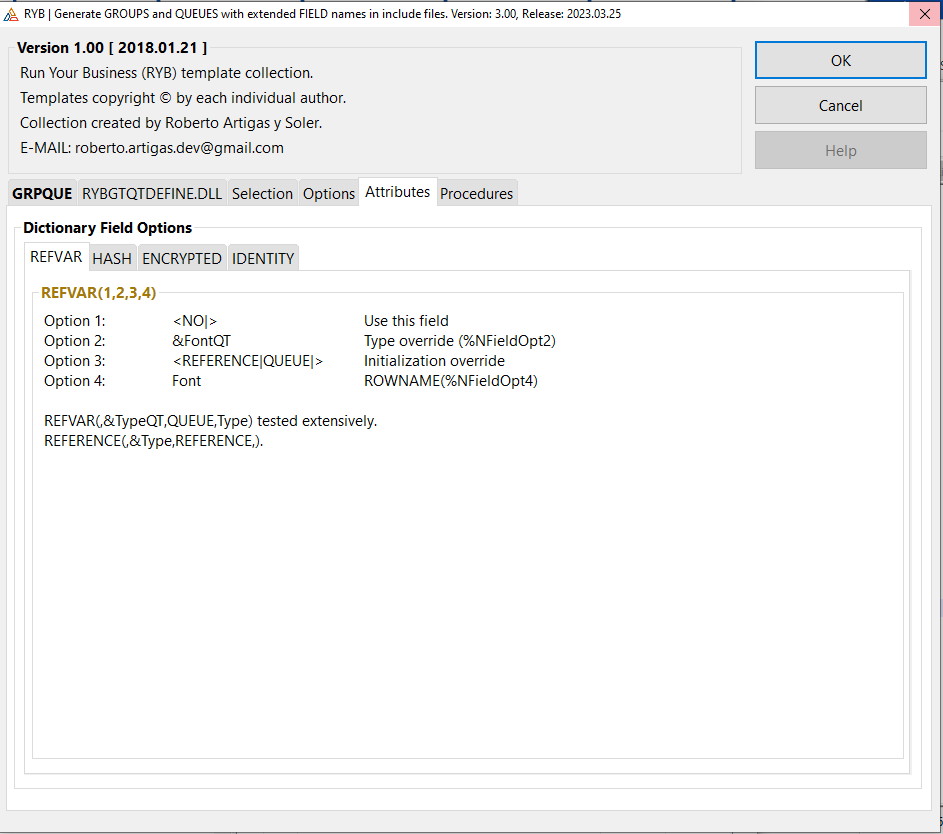 RYB | Generate GROUPS and QUEUES with extended FIELD names in include files. Version: 3.00, Release: 2023.03.25
Version 1.00 [ 2018.01.21 ]
Run Your Business (RYB) template collection.
Templates copyright © by each individual author.
Collection created by Roberto Artigas y Soler.
E-MAIL: roberto.artigas.dev@gmail.com
OK
Cancel
Help
GRPQUE RYBGTQTDEFINE.DLL Selection Options Attributes Procedures
Dictionary Field Options
REFVAR HASH ENCRYPTED IDENTITY
REFVAR(1,2,3,4)
Option 1: <NO|> Use this field
Option 2: &FontQT Type override (%NFieldOpt2)
Option 3: <REFERENCE|QUEUE|> Initialization override
Option 4: Font ROWNAME(%NFieldOpt4)
REFVAR(,&TypeQT,QUEUE,Type) tested extensively.
REFERENCE(,&Type,REFERENCE,).